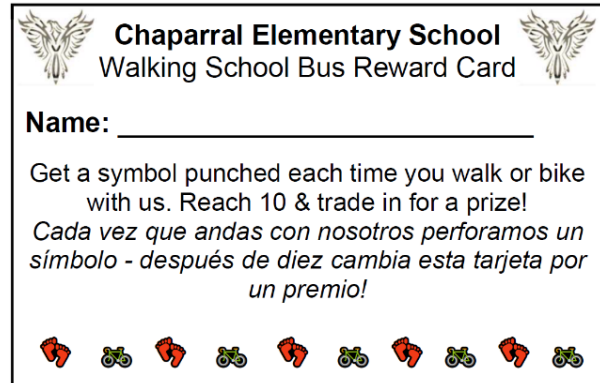 Chaparral Elementary School
Walking School Bus Reward Card
Name: ______________________________
Get a symbol punched each time you walk or bike
with us. Reach 10 & trade in for a prize!
Cada vez que andas con nosotros perforamos un
símbolo - después de diez cambia esta tarjeta por
un premio!